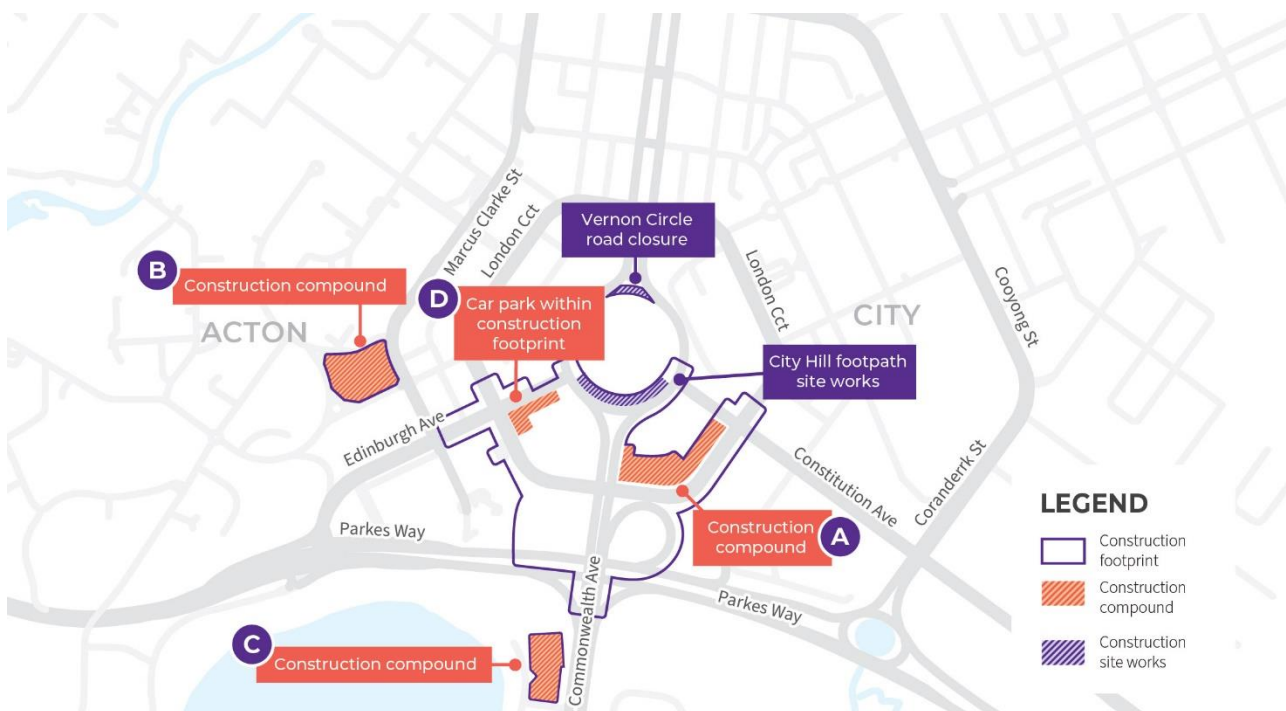 Marcus Clarke St
London Cct
Vernon Circle
road closure
B
Construction compound
ACTON
D
Car park within
construction
footprint
London Cct
CITY
Cooyong St
City Hill footpath
site works
Edinburgh Ave
Constitution Ave
Coranderrk St
Parkes Way
Construction
compound
A
Commonwealth Ave
Parkes Way
C
Construction compound
LEGEND
Construction
footprint
Construction
compound
Construction
site works